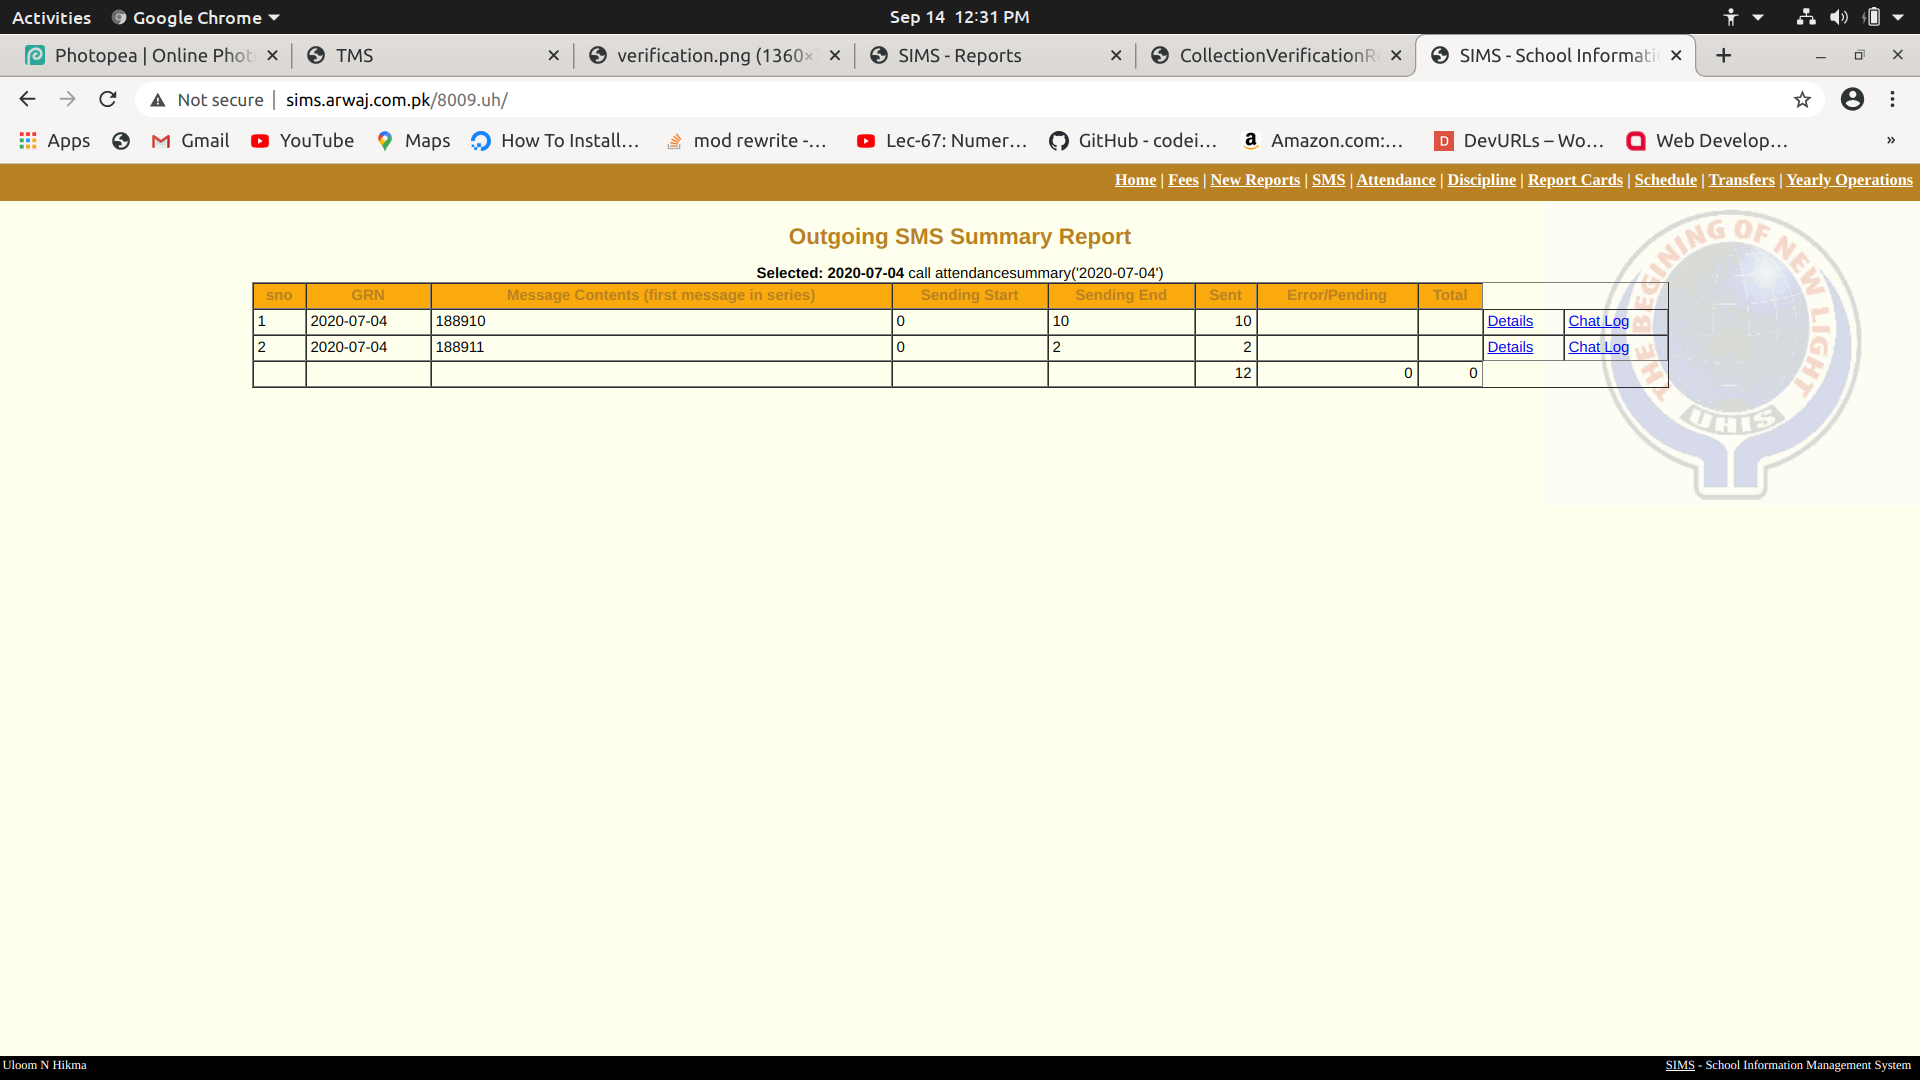 Activities Google Chrome Sep 14 12:31 PM
Photopea | Online Phot TMS verification.png (1360× SIMS - Reports CollectionVerificationR SIMS - School Informati
Not secure | sims.arwaj.com.pk/8009.uh/
Apps Gmail YouTube Maps How To Install… mod rewrite -… Lec-67: Numer… GitHub - codei… Amazon.com:… DevURLs – Wo… Web Develop… »
Home | Fees | New Reports | SMS | Attendance | Discipline | Report Cards | Schedule | Transfers | Yearly Operations
Outgoing SMS Summary Report
Selected: 2020-07-04 call attendancesummary('2020-07-04')
sno GRN Message Contents (first message in series) Sending Start Sending End Sent Error/Pending Total
1 2020-07-04 188910 0 10 10 Details Chat Log
2 2020-07-04 188911 0 2 2 Details Chat Log
12 0 0
THE BEGINING OF NEW LIGHT
UHIS
Uloom N Hikma SIMS - School Information Management System